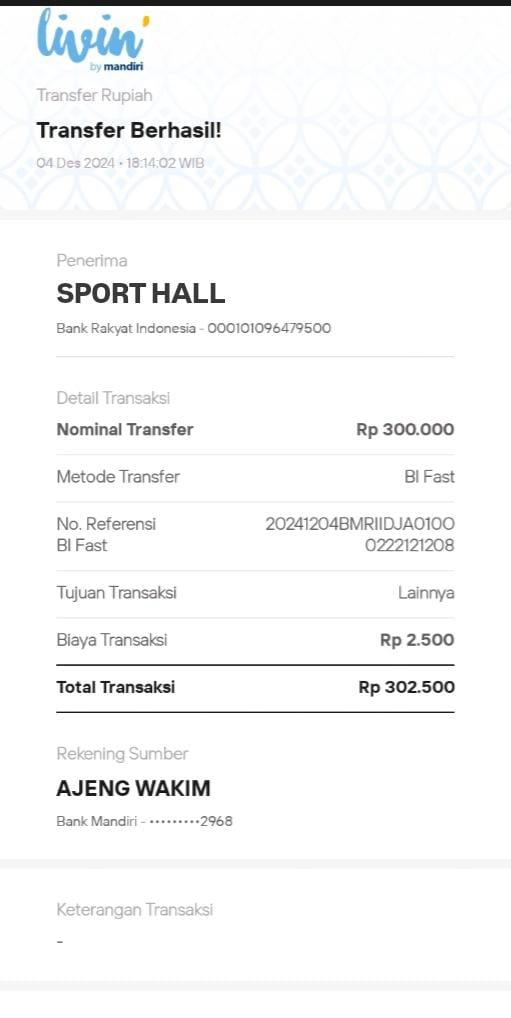 livin'
by mandiri
Transfer Rupiah
Transfer Berhasil!
04 Des 2024 • 18:14:02 WIB
Penerima
SPORT HALL
Bank Rakyat Indonesia - 000101096479500
Detail Transaksi
Nominal Transfer Rp 300.000
Metode Transfer BI Fast
No. Referensi 20241204BMRIIDJA010O
BI Fast 0222121208
Tujuan Transaksi Lainnya
Biaya Transaksi Rp 2.500
Total Transaksi Rp 302.500
Rekening Sumber
AJENG WAKIM
Bank Mandiri - •••••••••2968
Keterangan Transaksi
-